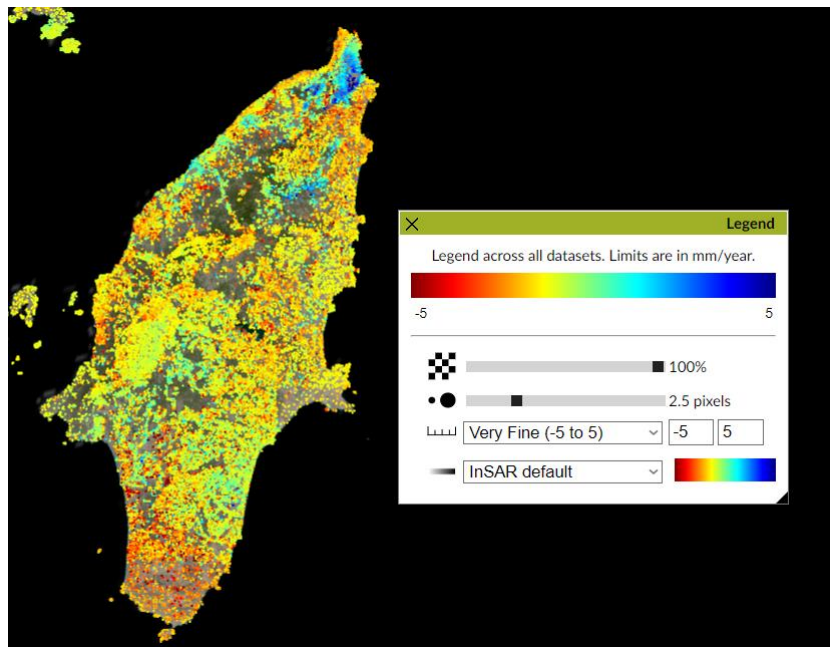 Legend
Legend across all datasets. Limits are in mm/year.
-5 5
100%
2.5 pixels
Very Fine (-5 to 5) -5 5
InSAR default